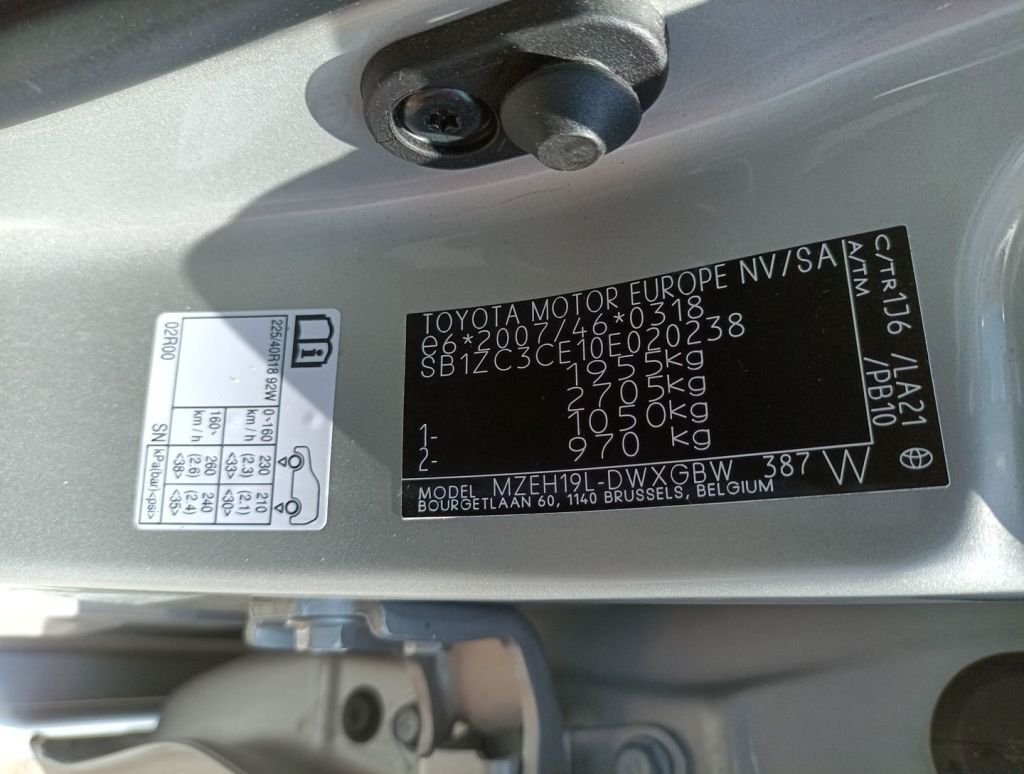 TOYOTA MOTOR EUROPE NV/SA
e6*2007/46*0318
SB1ZC3CE10E020238
1955kg
2705kg
1- 1050kg
2- 970 kg
C/TR1J6 /LA21
A/TM /PB10
MODEL MZEH19L-DWXGBW 387 W
BOURGETLAAN 60, 1140 BRUSSELS, BELGIUM
i
225/40R18 92W
0~160 km/h
230 (2.3) <33>
210 (2.1) <30>
160~ km/h
260 (2.6) <38>
240 (2.4) <35>
SN kPa(bar)<psi>
02R00